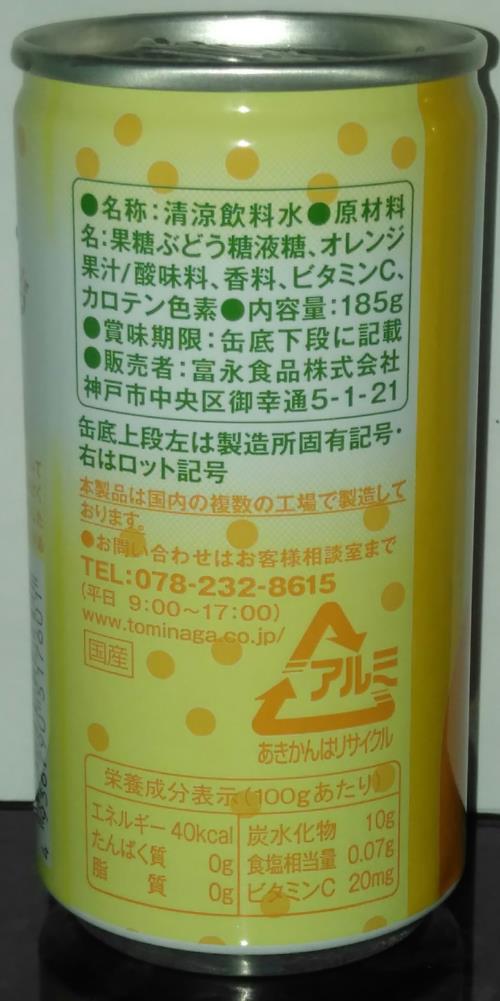 ●名称:清涼飲料水●原材料
名:果糖ぶどう糖液糖、オレンジ
果汁/酸味料、香料、ビタミンC、
カロテン色素●内容量:185g
●賞味期限:缶底下段に記載
●販売者:富永食品株式会社
神戸市中央区御幸通5-1-21
缶底上段左は製造所固有記号・
右はロット記号
本製品は国内の複数の工場で製造して
おります。
●お問い合わせはお客様相談室まで
TEL:078-232-8615
(平日 9:00〜17:00)
www.tominaga.co.jp/
国産
アルミ
あきかんはリサイクル
栄養成分表示(100gあたり)
エネルギー 40kcal 炭水化物 10g
たんぱく質 0g 食塩相当量 0.07g
脂質 0g ビタミンC 20mg